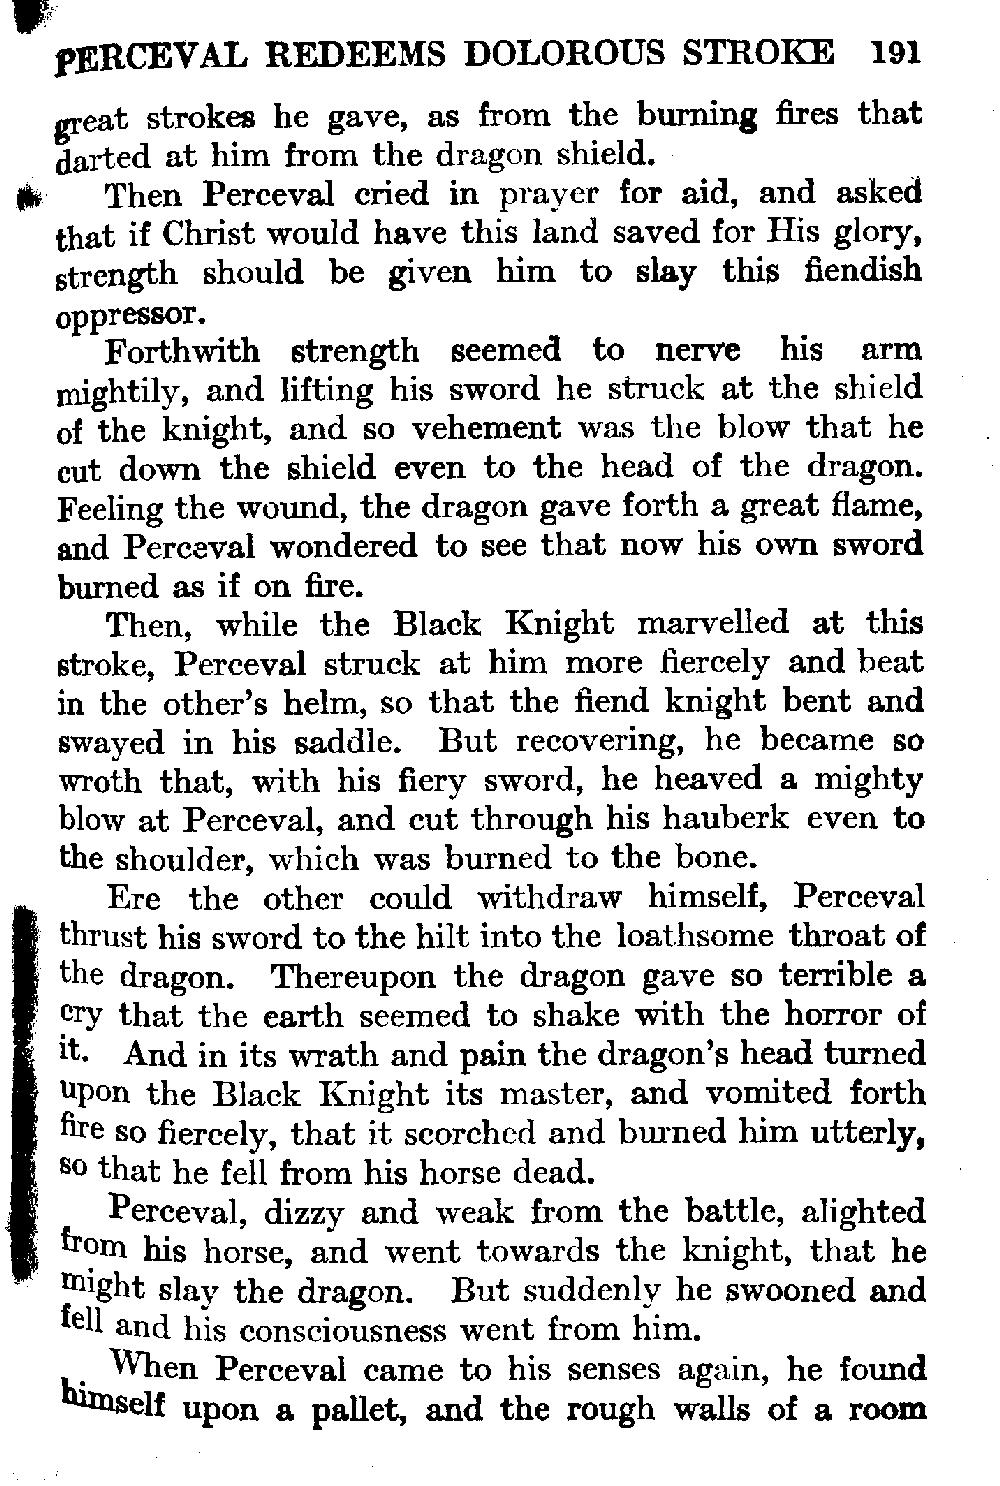 PERCEVAL REDEEMS DOLOROUS STROKE 191
great strokes he gave, as from the burning fires that
darted at him from the dragon shield.
Then Perceval cried in prayer for aid, and asked
that if Christ would have this land saved for His glory,
strength should be given him to slay this fiendish
oppressor.
Forthwith strength seemed to nerve his arm
mightily, and lifting his sword he struck at the shield
of the knight, and so vehement was the blow that he
cut down the shield even to the head of the dragon.
Feeling the wound, the dragon gave forth a great flame,
and Perceval wondered to see that now his own sword
burned as if on fire.
Then, while the Black Knight marvelled at this
stroke, Perceval struck at him more fiercely and beat
in the other's helm, so that the fiend knight bent and
swayed in his saddle. But recovering, he became so
wroth that, with his fiery sword, he heaved a mighty
blow at Perceval, and cut through his hauberk even to
the shoulder, which was burned to the bone.
Ere the other could withdraw himself, Perceval
thrust his sword to the hilt into the loathsome throat of
the dragon. Thereupon the dragon gave so terrible a
cry that the earth seemed to shake with the horror of
it. And in its wrath and pain the dragon's head turned
upon the Black Knight its master, and vomited forth
fire so fiercely, that it scorched and burned him utterly,
so that he fell from his horse dead.
Perceval, dizzy and weak from the battle, alighted
from his horse, and went towards the knight, that he
might slay the dragon. But suddenly he swooned and
fell and his consciousness went from him.
When Perceval came to his senses again, he found
himself upon a pallet, and the rough walls of a room